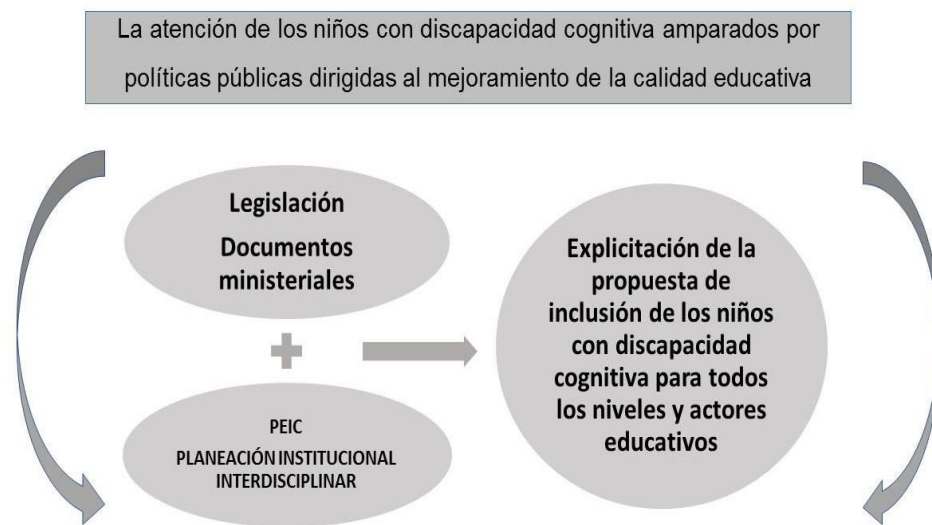 La atención de los niños con discapacidad cognitiva amparados por
políticas públicas dirigidas al mejoramiento de la calidad educativa
Legislación
Documentos
ministeriales
PEIC
PLANEACIÓN INSTITUCIONAL
INTERDISCIPLINAR
Explicitación de la
propuesta de
inclusión de los niños
con discapacidad
cognitiva para todos
los niveles y actores
educativos